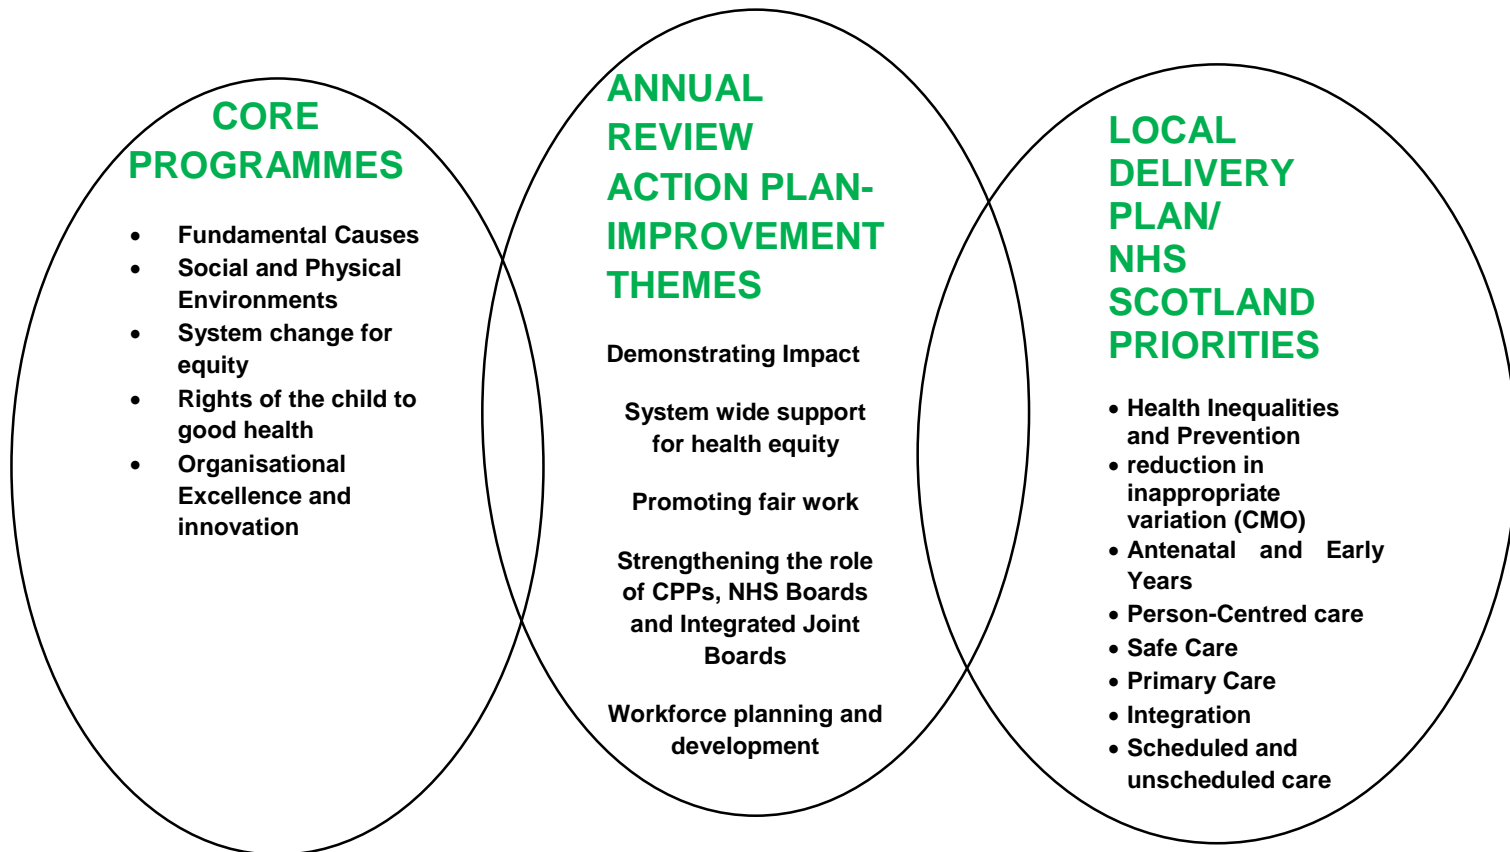 CORE
PROGRAMMES
• Fundamental Causes
• Social and Physical
Environments
• System change for
equity
• Rights of the child to
good health
• Organisational
Excellence and
innovation
ANNUAL
REVIEW
ACTION PLAN-
IMPROVEMENT
THEMES
Demonstrating Impact
System wide support
for health equity
Promoting fair work
Strengthening the role
of CPPs, NHS Boards
and Integrated Joint
Boards
Workforce planning and
development
LOCAL
DELIVERY
PLAN/
NHS
SCOTLAND
PRIORITIES
• Health Inequalities
and Prevention
• reduction in
inappropriate
variation (CMO)
• Antenatal and Early
Years
• Person-Centred care
• Safe Care
• Primary Care
• Integration
• Scheduled and
unscheduled care